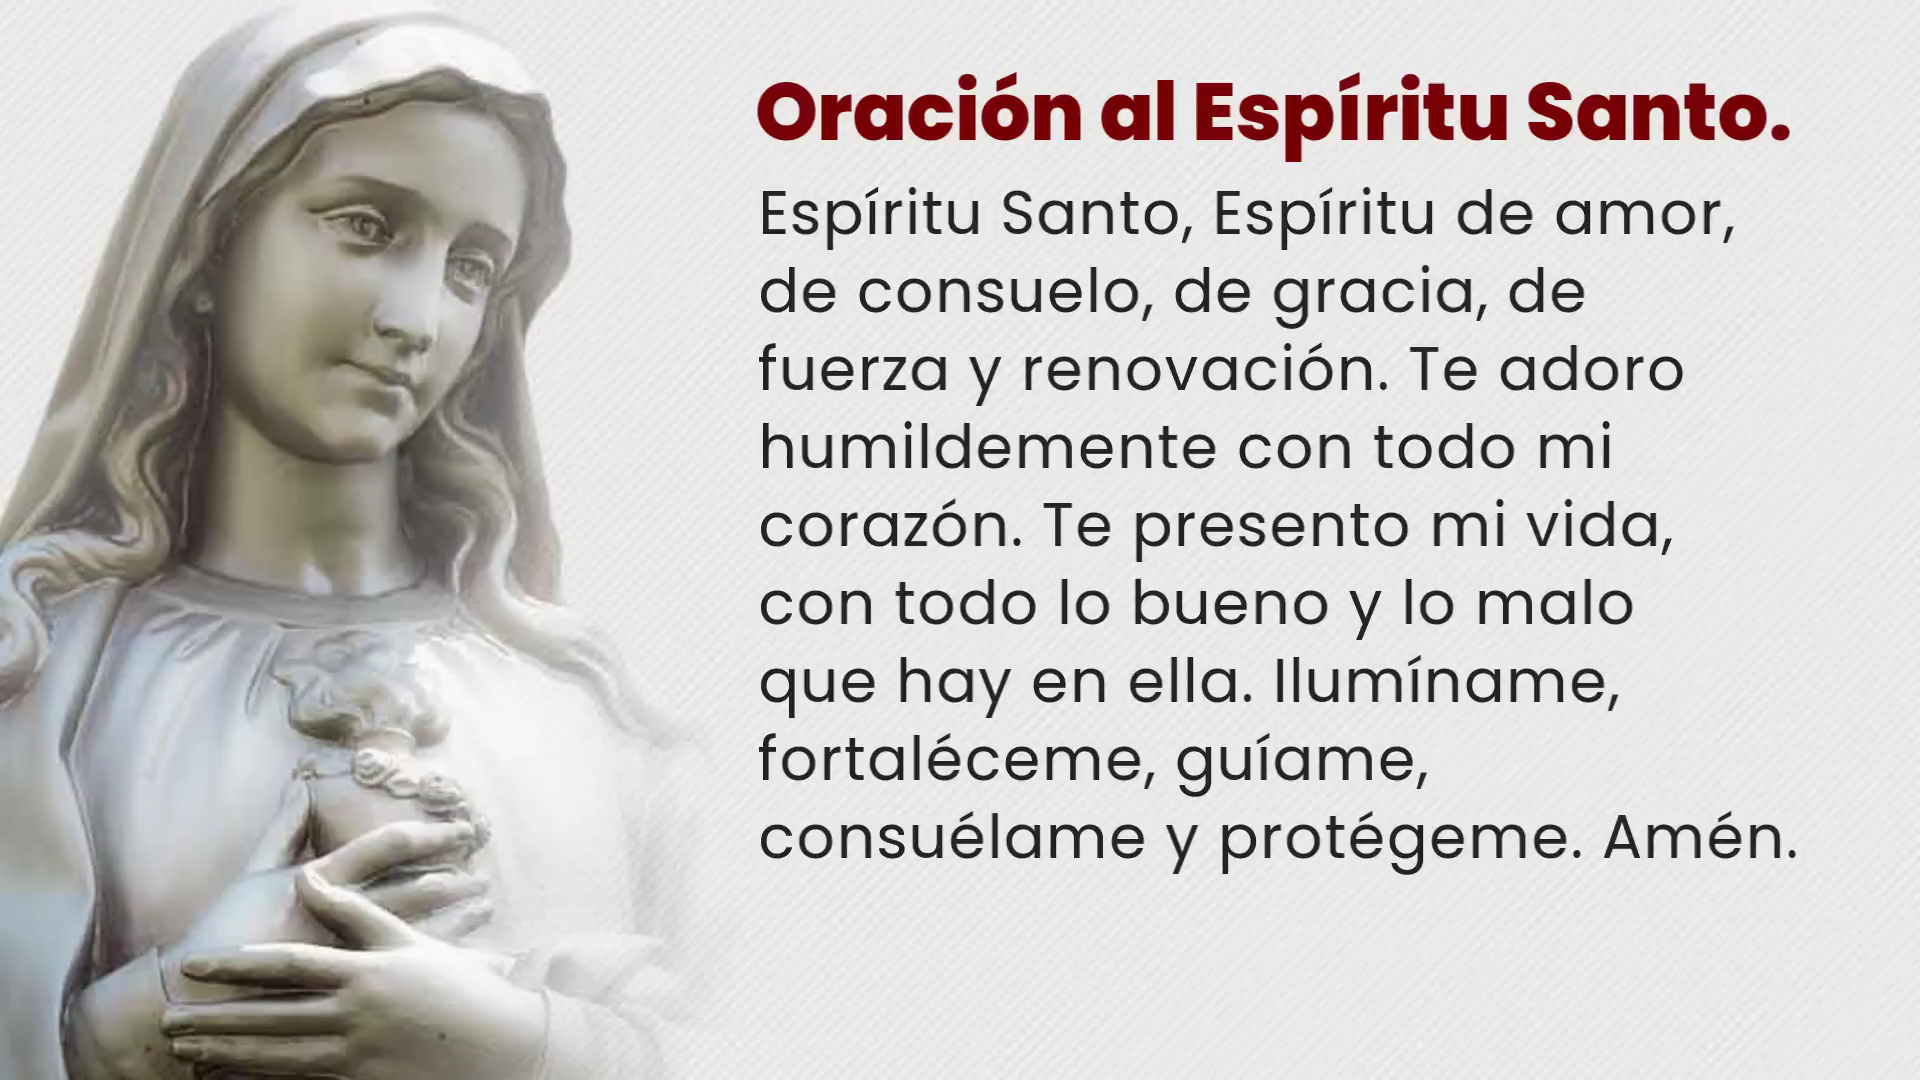 Oración al Espíritu Santo.
Espíritu Santo, Espíritu de amor,
de consuelo, de gracia, de
fuerza y renovación. Te adoro
humildemente con todo mi
corazón. Te presento mi vida,
con todo lo bueno y lo malo
que hay en ella. Ilumíname,
fortaléceme, guíame,
consuélame y protégeme. Amén.